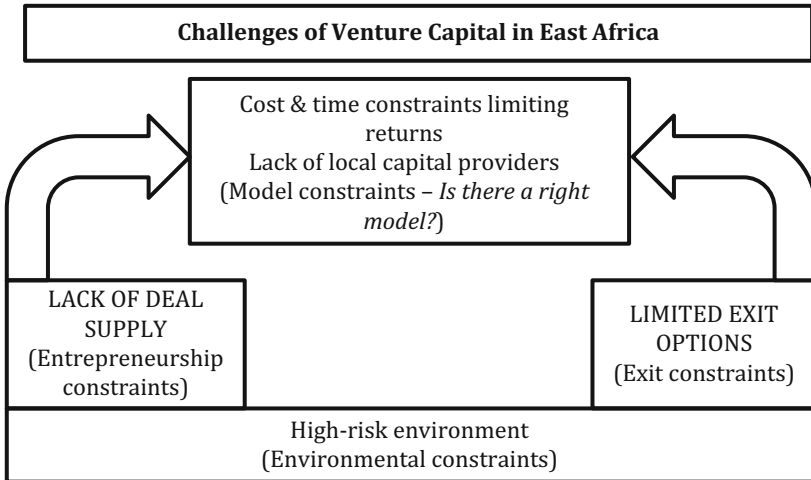 Challenges of Venture Capital in East Africa
Cost & time constraints limiting
returns
Lack of local capital providers
(Model constraints – Is there a right
model?)
LACK OF DEAL
SUPPLY
(Entrepreneurship
constraints)
LIMITED EXIT
OPTIONS
(Exit constraints)
High-risk environment
(Environmental constraints)